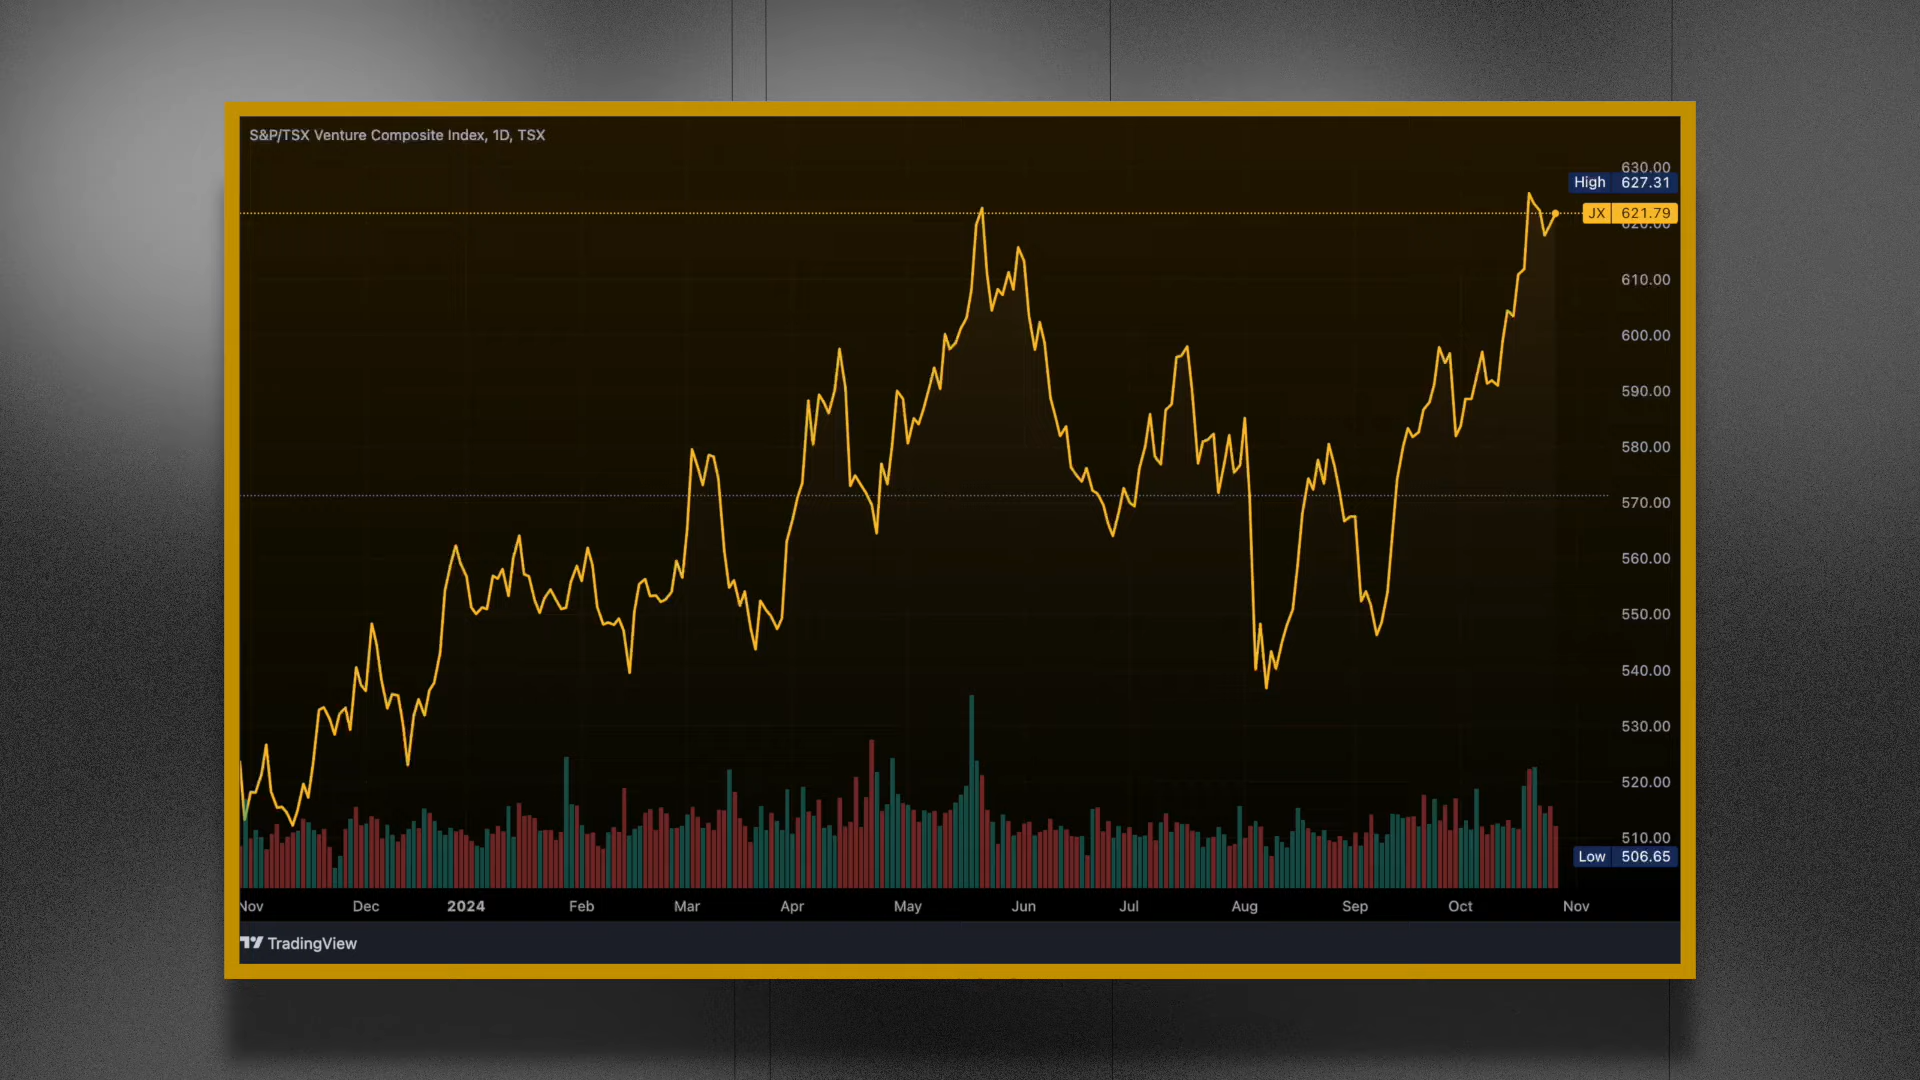 S&P/TSX Venture Composite Index, 1D, TSX
630.00
High 627.31
JX 621.79
620.00
610.00
600.00
590.00
580.00
570.00
560.00
550.00
540.00
530.00
520.00
510.00
Low 506.65
Nov Dec 2024 Feb Mar Apr May Jun Jul Aug Sep Oct Nov
TradingView